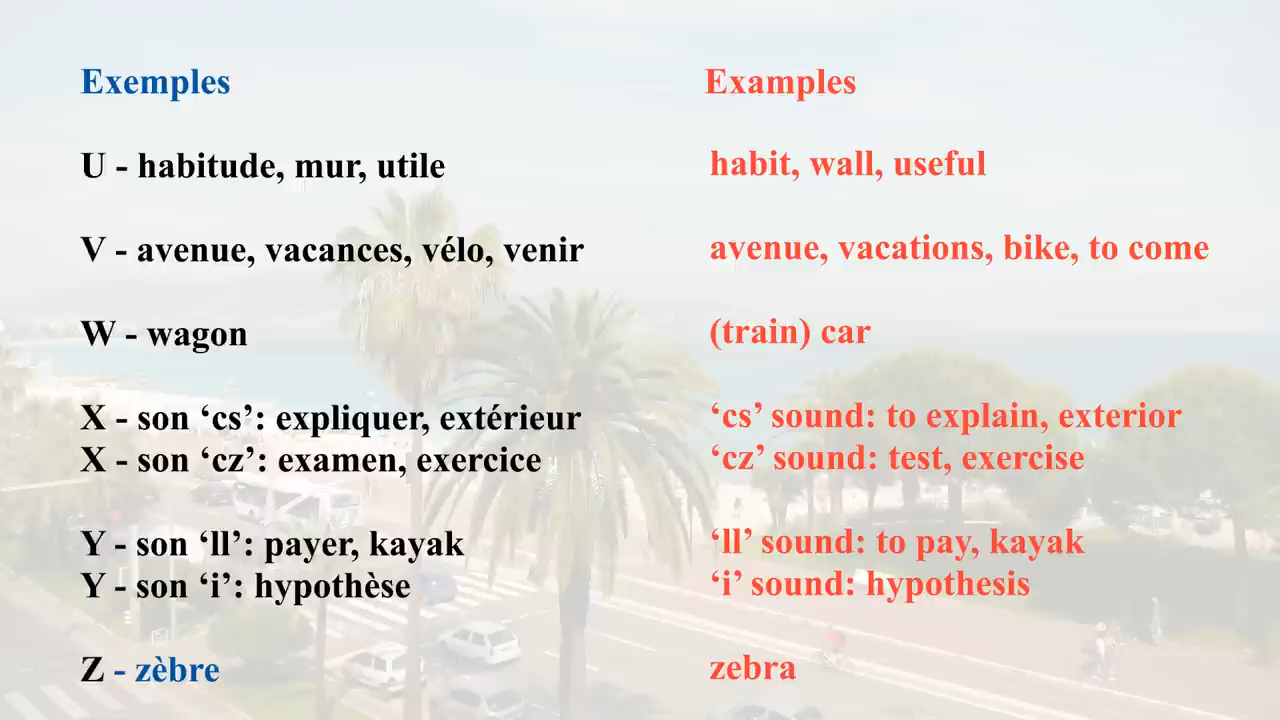 Exemples
Examples
U - habitude, mur, utile
habit, wall, useful
V - avenue, vacances, vélo, venir
avenue, vacations, bike, to come
W - wagon
(train) car
X - son ‘cs’: expliquer, extérieur
‘cs’ sound: to explain, exterior
X - son ‘cz’: examen, exercice
‘cz’ sound: test, exercise
Y - son ‘ll’: payer, kayak
‘ll’ sound: to pay, kayak
Y - son ‘i’: hypothèse
‘i’ sound: hypothesis
Z - zèbre
zebra